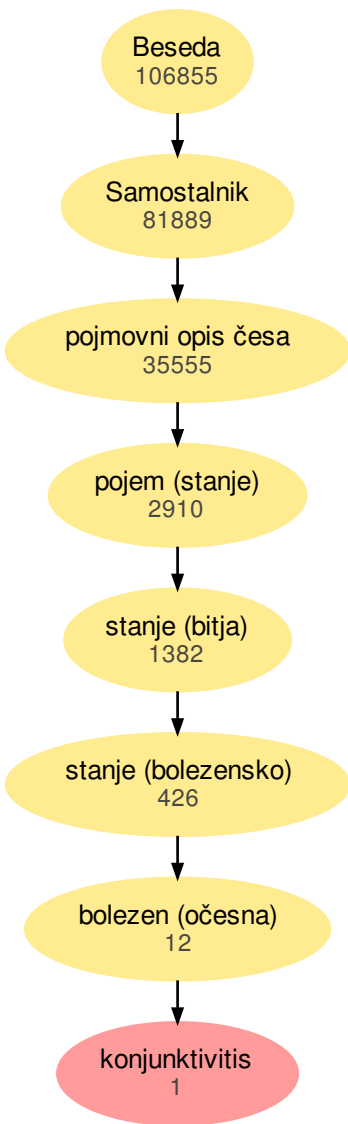 Beseda
106855
Samostalnik
81889
pojmovni opis česa
35555
pojem (stanje)
2910
stanje (bitja)
1382
stanje (bolezensko)
426
bolezen (očesna)
12
konjunktivitis
1